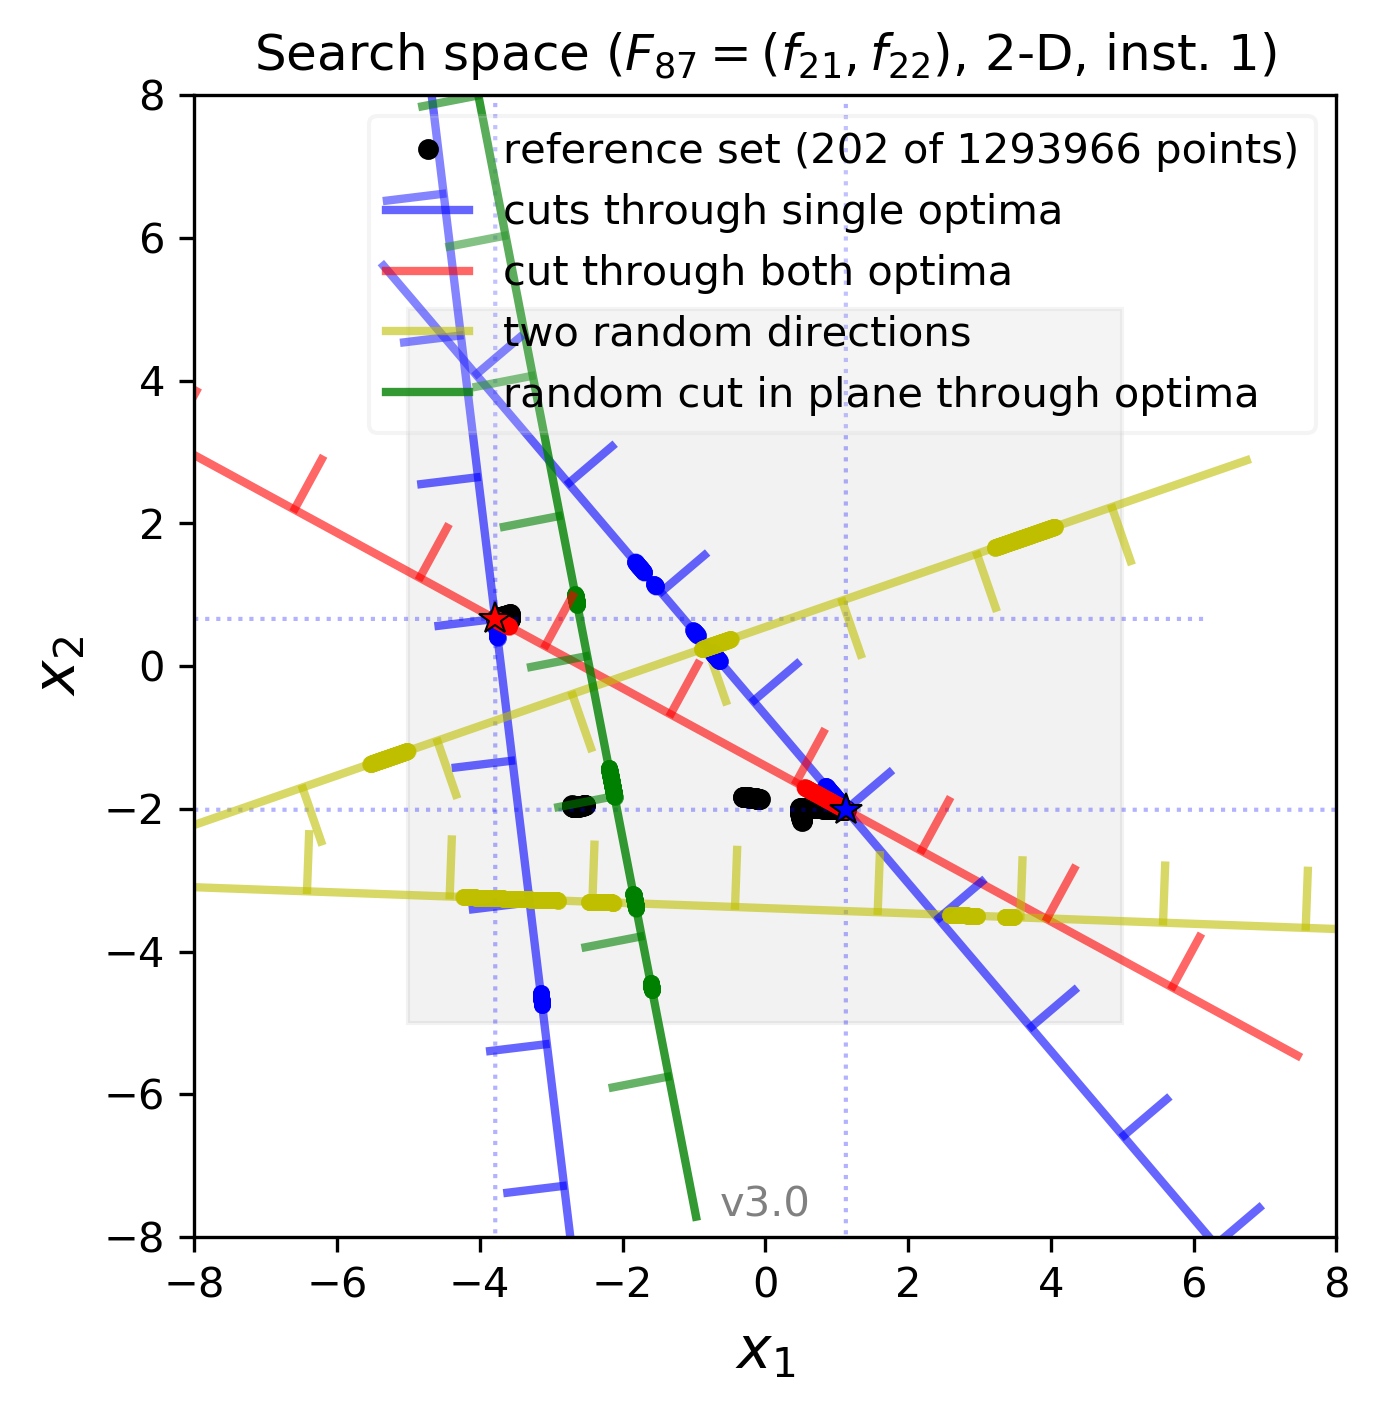 Search space (F₈₇ = (f₂₁, f₂₂), 2-D, inst. 1)
reference set (202 of 1293966 points)
cuts through single optima
cut through both optima
two random directions
random cut in plane through optima
8
6
4
2
0
−2
−4
−6
−8
x₂
v3.0
−8 −6 −4 −2 0 2 4 6 8
x₁